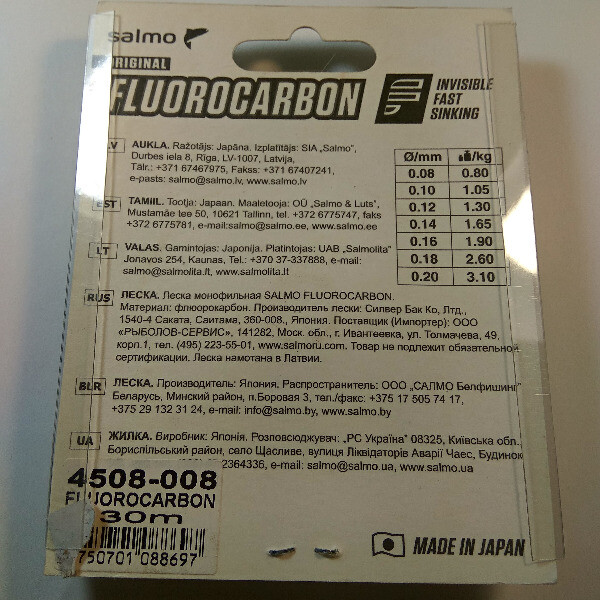 salmo
ORIGINAL
FLUOROCARBON
INVISIBLE
FAST
SINKING
LV AUKLA. Ražotājs: Japāna. Izplatītājs: SIA „Salmo”,
Durbes iela 8, Rīga, LV-1007, Latvija,
Tālr.: +371 67467975, Fakss: +371 67407241,
e-pasts: salmo@salmo.lv, www.salmo.lv
EST TAMIIL. Tootja: Japaan. Maaletooja: OÜ „Salmo & Luts”,
Mustamäe tee 50, 10621 Tallinn, tel. +372 6775747, faks
+372 6775781, e-mail:salmo@salmo.ee, www.salmo.ee
LT VALAS. Gamintojas: Japonija. Platintojas: UAB „Salmolita”
Jonavos 254, Kaunas, Tel.: +370 37-337888, e-mail:
salmo@salmolita.lt, www.salmolita.lt
Ø/mm /kg
0.08 0.80
0.10 1.05
0.12 1.30
0.14 1.65
0.16 1.90
0.18 2.60
0.20 3.10
RUS ЛЕСКА. Леска монофильная SALMO FLUOROCARBON.
Материал: флюорокарбон. Производитель лески: Силвер Бак Ко, Лтд.,
1540-4 Саката, Саитама, 360-008., Япония. Поставщик (Импортер): ООО
«РЫБОЛОВ-СЕРВИС», 141282, Моск. обл., г. Ивантеевка, ул. Толмачева, 49,
корп.1, тел. (495) 223-55-01, www.salmoru.com. Товар не подлежит обязательной
сертификации. Леска намотана в Латвии.
BLR ЛЕСКА. Производитель: Япония. Распространитель: ООО „САЛМО Белфишинг”
Беларусь, Минский район, п.Боровая 3, тел./факс: +375 17 505 74 17,
+375 29 132 31 24, e-mail: info@salmo.by, www.salmo.by
UA ЖИЛКА. Виробник: Японія. Розповсюджувач: „РС Україна” 08325, Київська обл.,
Бориспільський район, село Щасливе, вулиця Ліквідаторів Аварії Чаес, Будинок
2364336, e-mail: salmo@salmo.ua, www.salmo.ua
4508-008
FLUOROCARBON
30m
750701 088697
MADE IN JAPAN